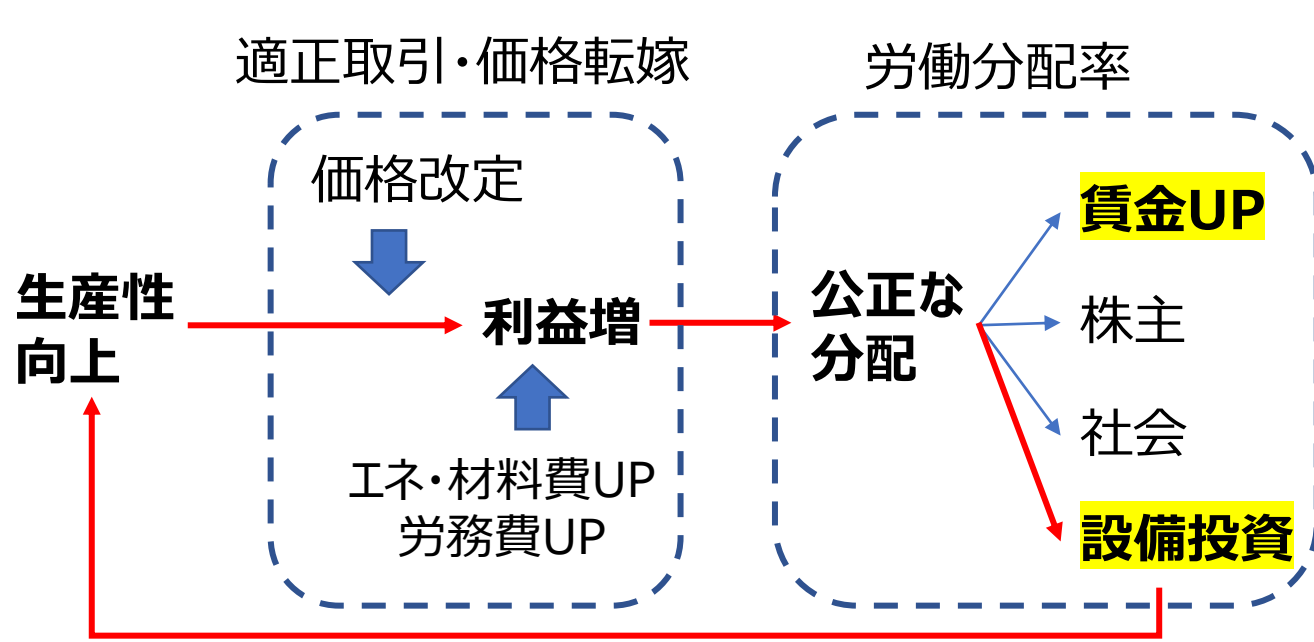 適正取引・価格転嫁
労働分配率
価格改定
生産性
向上
利益増
エネ・材料費UP
労務費UP
公正な
分配
賃金UP
株主
社会
設備投資